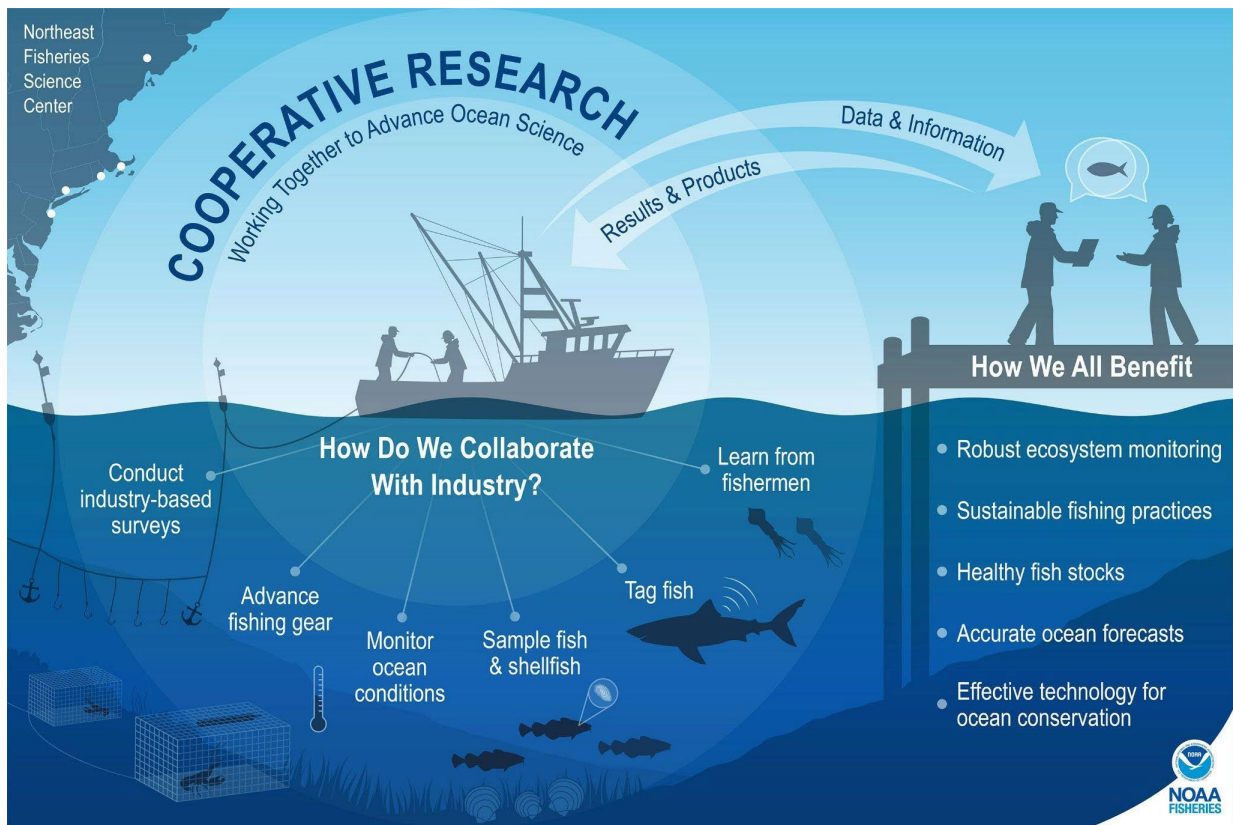 Northeast
Fisheries
Science
Center
COOPERATIVE RESEARCH
Working Together to Advance Ocean Science
Data & Information
Results & Products
How We All Benefit
How Do We Collaborate
With Industry?
Conduct
industry-based
surveys
Advance
fishing gear
Monitor
ocean
conditions
Sample fish
& shellfish
Tag fish
Learn from
fishermen
Robust ecosystem monitoring
Sustainable fishing practices
Healthy fish stocks
Accurate ocean forecasts
Effective technology for
ocean conservation
NOAA
NOAA
FISHERIES